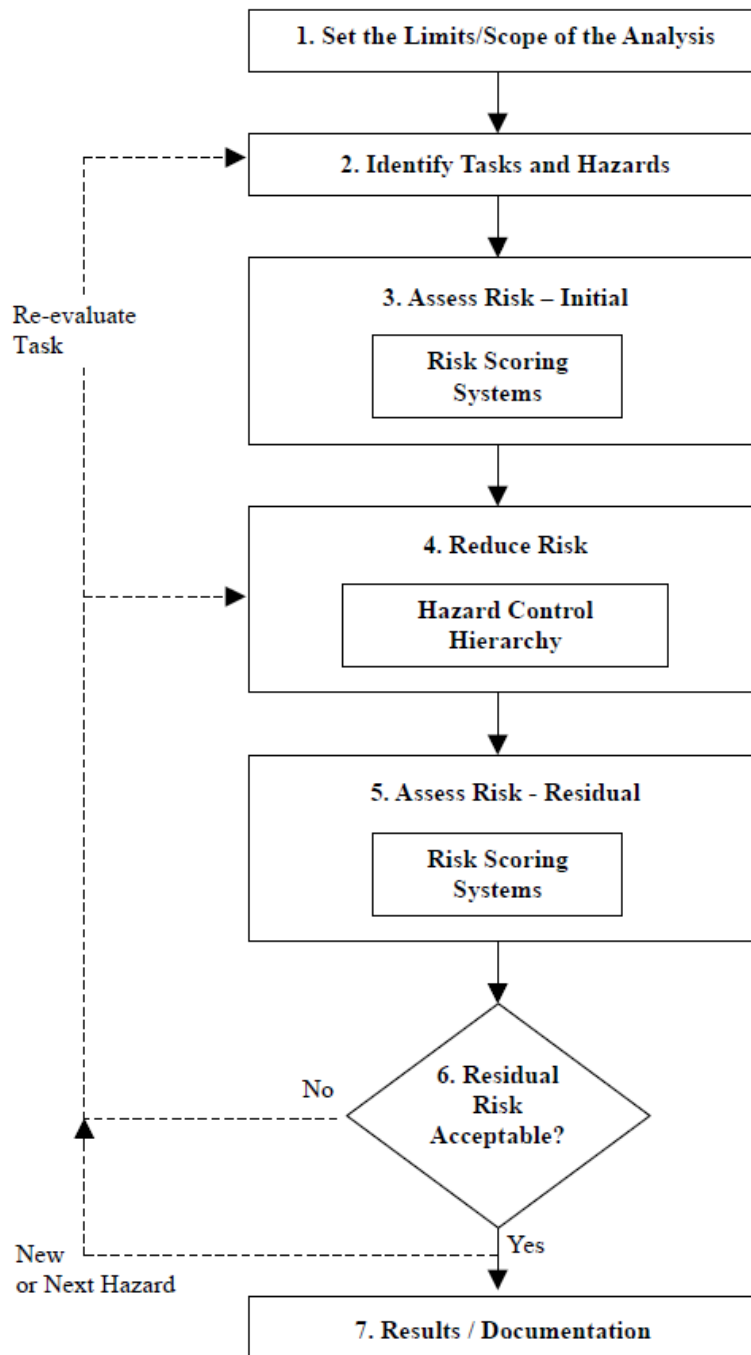 1. Set the Limits/Scope of the Analysis
2. Identify Tasks and Hazards
3. Assess Risk – Initial
Risk Scoring
Systems
Re-evaluate
Task
4. Reduce Risk
Hazard Control
Hierarchy
5. Assess Risk - Residual
Risk Scoring
Systems
6. Residual
Risk
Acceptable?
No
Yes
New
or Next Hazard
7. Results / Documentation